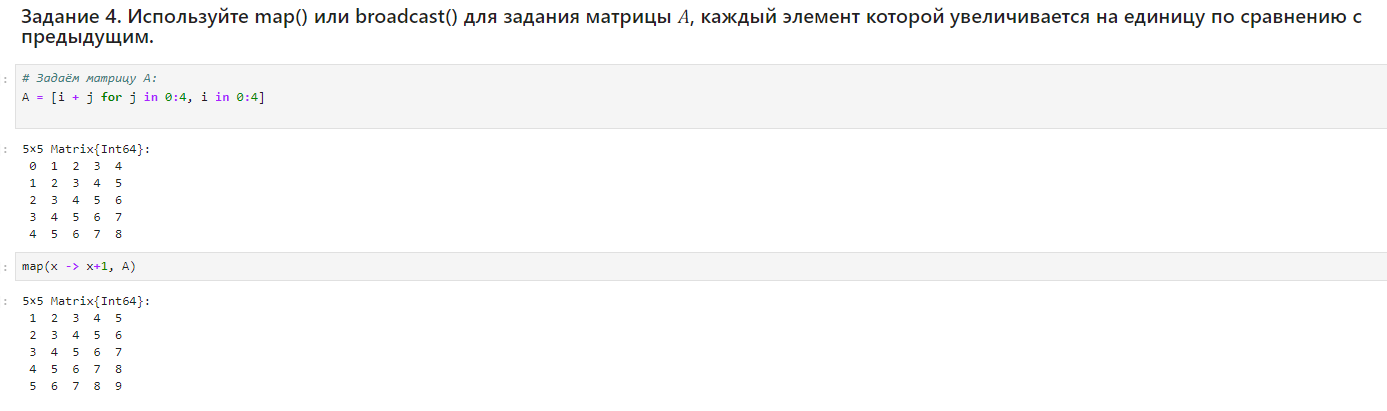 Задание 4. Используйте map() или broadcast() для задания матрицы A, каждый элемент которой увеличивается на единицу по сравнению с
предыдущим.
: # Задаём матрицу A:
A = [i + j for j in 0:4, i in 0:4]
: 5×5 Matrix{Int64}:
0 1 2 3 4
1 2 3 4 5
2 3 4 5 6
3 4 5 6 7
4 5 6 7 8
: map(x -> x+1, A)
: 5×5 Matrix{Int64}:
1 2 3 4 5
2 3 4 5 6
3 4 5 6 7
4 5 6 7 8
5 6 7 8 9